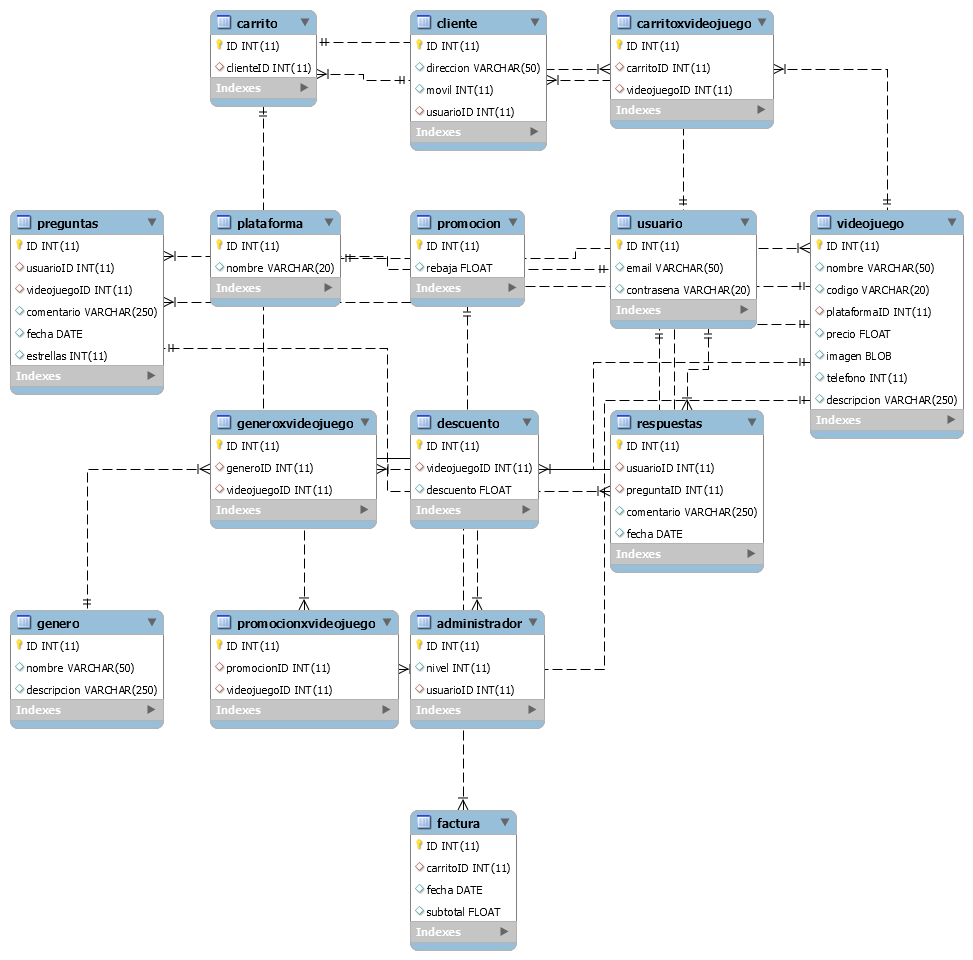 carrito
ID INT(11)
clienteID INT(11)
Indexes
cliente
ID INT(11)
direccion VARCHAR(50)
movil INT(11)
usuarioID INT(11)
Indexes
carritoxvideojuego
ID INT(11)
carritoID INT(11)
videojuegoID INT(11)
Indexes
preguntas
ID INT(11)
usuarioID INT(11)
videojuegoID INT(11)
comentario VARCHAR(250)
fecha DATE
estrellas INT(11)
Indexes
plataforma
ID INT(11)
nombre VARCHAR(20)
Indexes
promocion
ID INT(11)
rebaja FLOAT
Indexes
usuario
ID INT(11)
email VARCHAR(50)
contrasena VARCHAR(20)
Indexes
videojuego
ID INT(11)
nombre VARCHAR(50)
codigo VARCHAR(20)
plataformaID INT(11)
precio FLOAT
imagen BLOB
telefono INT(11)
descripcion VARCHAR(250)
Indexes
generoxvideojuego
ID INT(11)
generoID INT(11)
videojuegoID INT(11)
Indexes
descuento
ID INT(11)
videojuegoID INT(11)
descuento FLOAT
Indexes
respuestas
ID INT(11)
usuarioID INT(11)
preguntaID INT(11)
comentario VARCHAR(250)
fecha DATE
Indexes
genero
ID INT(11)
nombre VARCHAR(50)
descripcion VARCHAR(250)
Indexes
promocionxvideojuego
ID INT(11)
promocionID INT(11)
videojuegoID INT(11)
Indexes
administrador
ID INT(11)
nivel INT(11)
usuarioID INT(11)
Indexes
factura
ID INT(11)
carritoID INT(11)
fecha DATE
subtotal FLOAT
Indexes